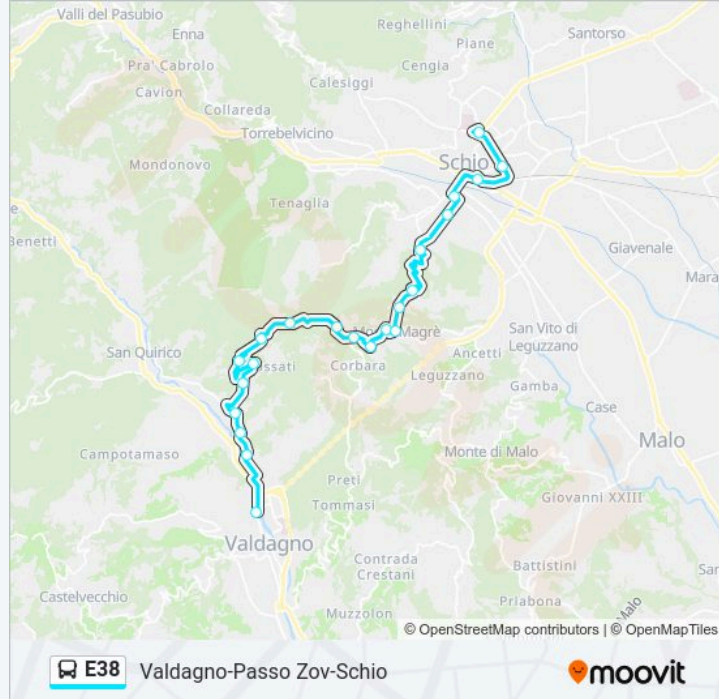 Valli del Pasubio
Reghellini
Enna
Santorso
Piane
Pra' Cabrolo
Cengia
Cavion
Calesiggi
Collareda
Torrebelvicino
Schio
Mondonovo
Tenaglia
Benetti
Giavenale
Magrè
San Vito di
Leguzzano
San Quirico
Ancetti
Corbara
Leguzzano
Gamba
Case
Malo
Campotamaso
Monte di Malo
Preti
Giovanni XXIII
Tommasi
Valdagno
Contrada
Crestani
Battistini
Castelvecchio
Priabona
Malo
Muzzolon
© OpenStreetMap contributors | © OpenMapTiles
E38 Valdagno-Passo Zov-Schio
moovit